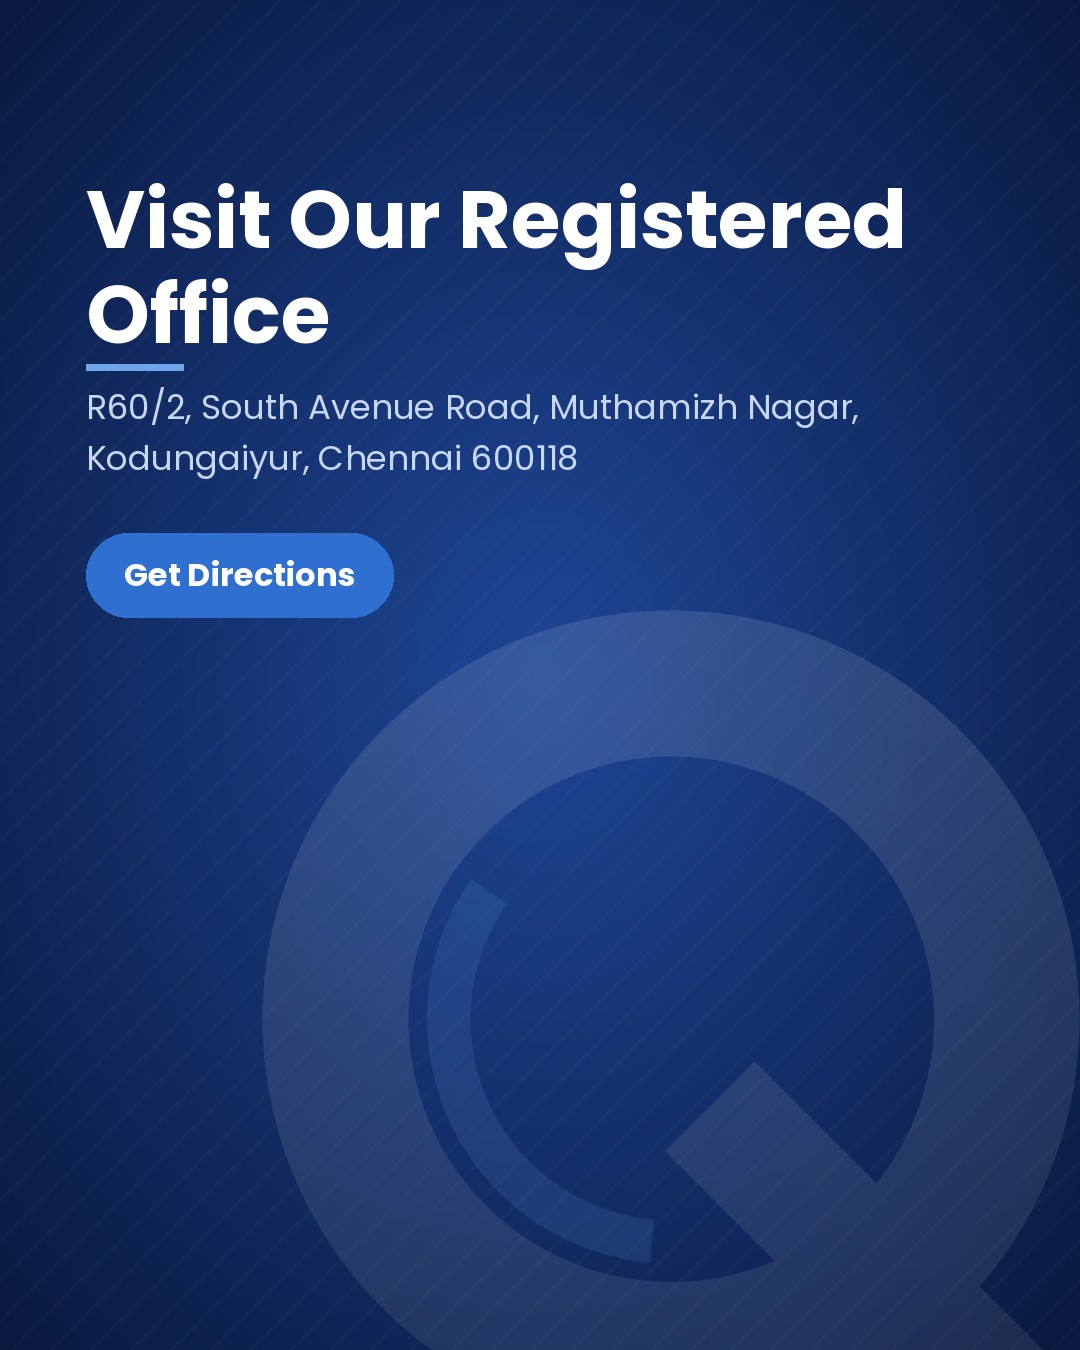 Visit Our Registered
Office
R60/2, South Avenue Road, Muthamizh Nagar,
Kodungaiyur, Chennai 600118
Get Directions